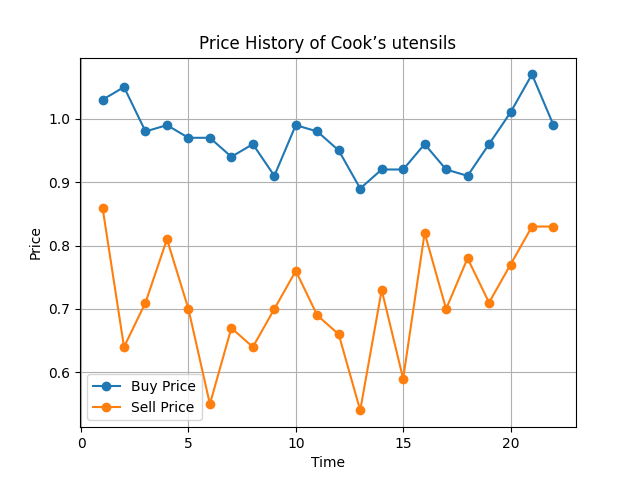 Price History of Cook’s utensils
Price
1.0
0.9
0.8
0.7
0.6
Buy Price
Sell Price
0 5 10 15 20
Time